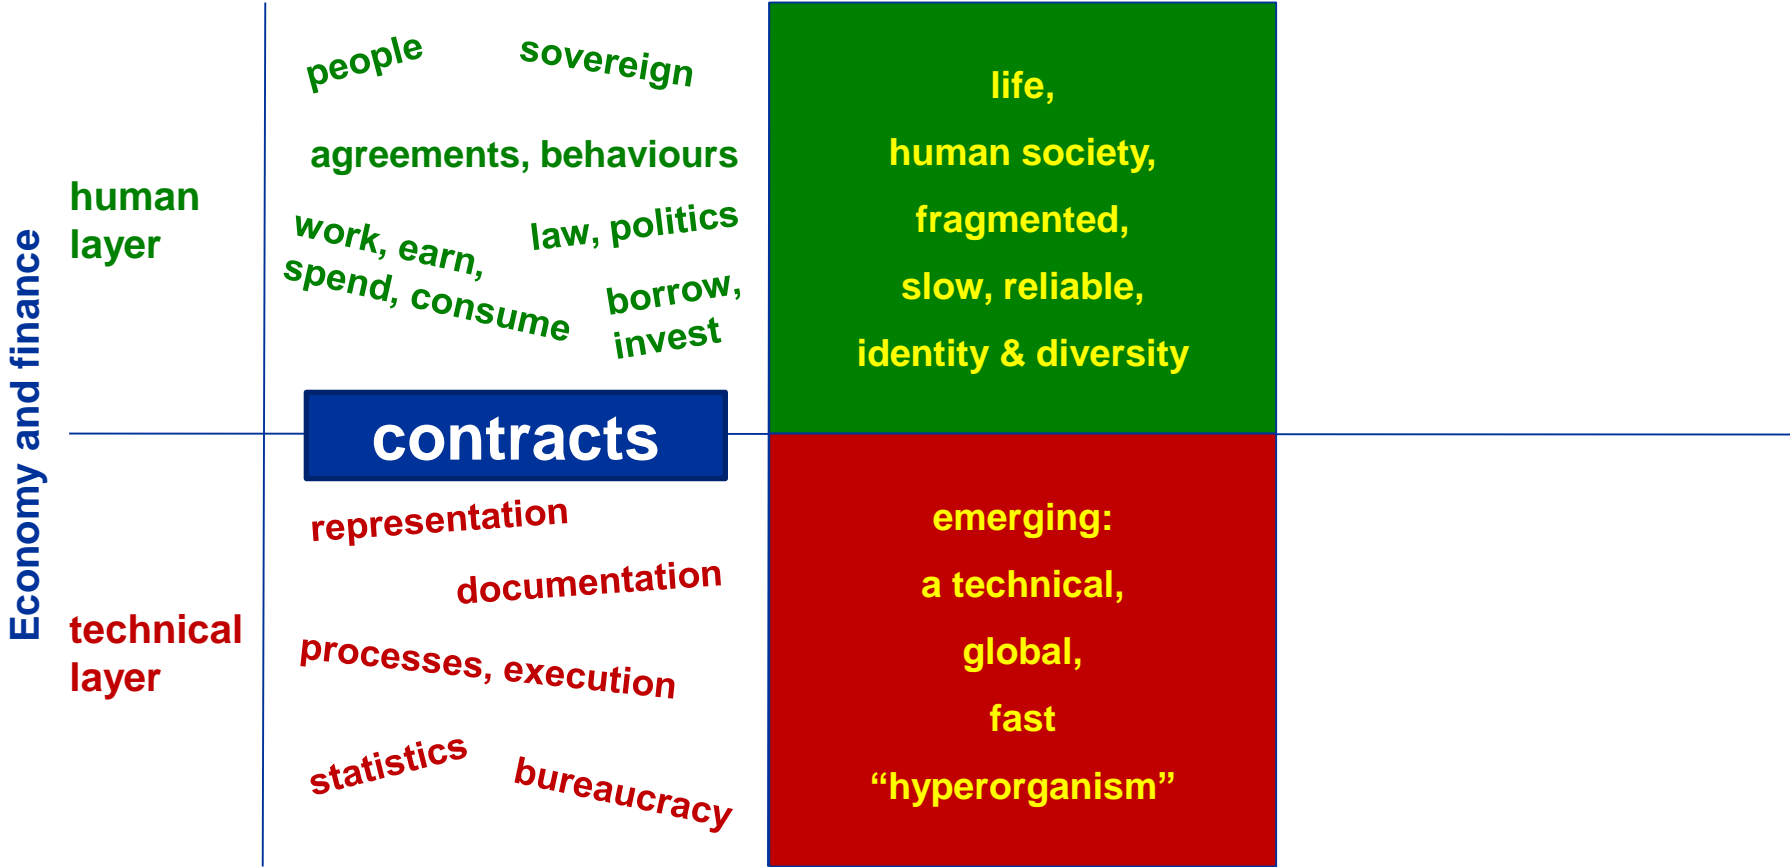 Economy and finance
human
layer
people
sovereign
agreements, behaviours
work, earn,
spend, consume
law, politics
borrow,
invest
life,
human society,
fragmented,
slow, reliable,
identity & diversity
contracts
technical
layer
representation
documentation
processes, execution
statistics
bureaucracy
emerging:
a technical,
global,
fast
“hyperorganism”